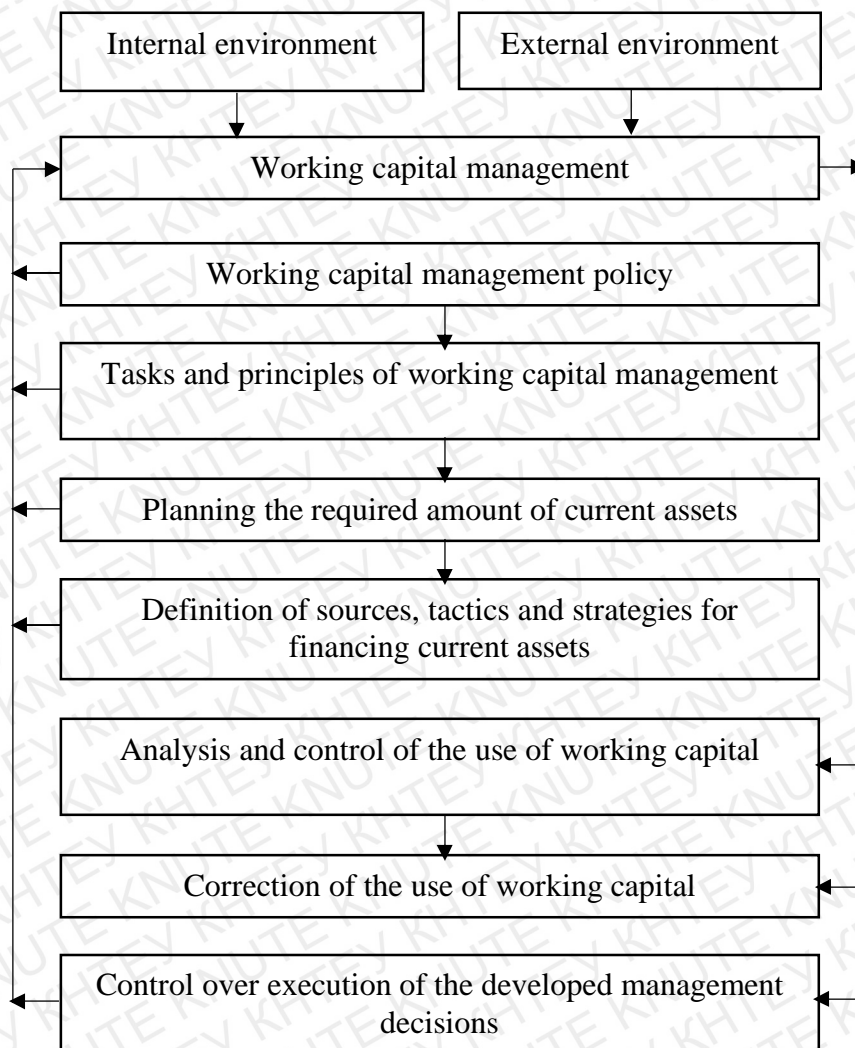 Internal environment
External environment
Working capital management
Working capital management policy
Tasks and principles of working capital management
Planning the required amount of current assets
Definition of sources, tactics and strategies for
financing current assets
Analysis and control of the use of working capital
Correction of the use of working capital
Control over execution of the developed management
decisions